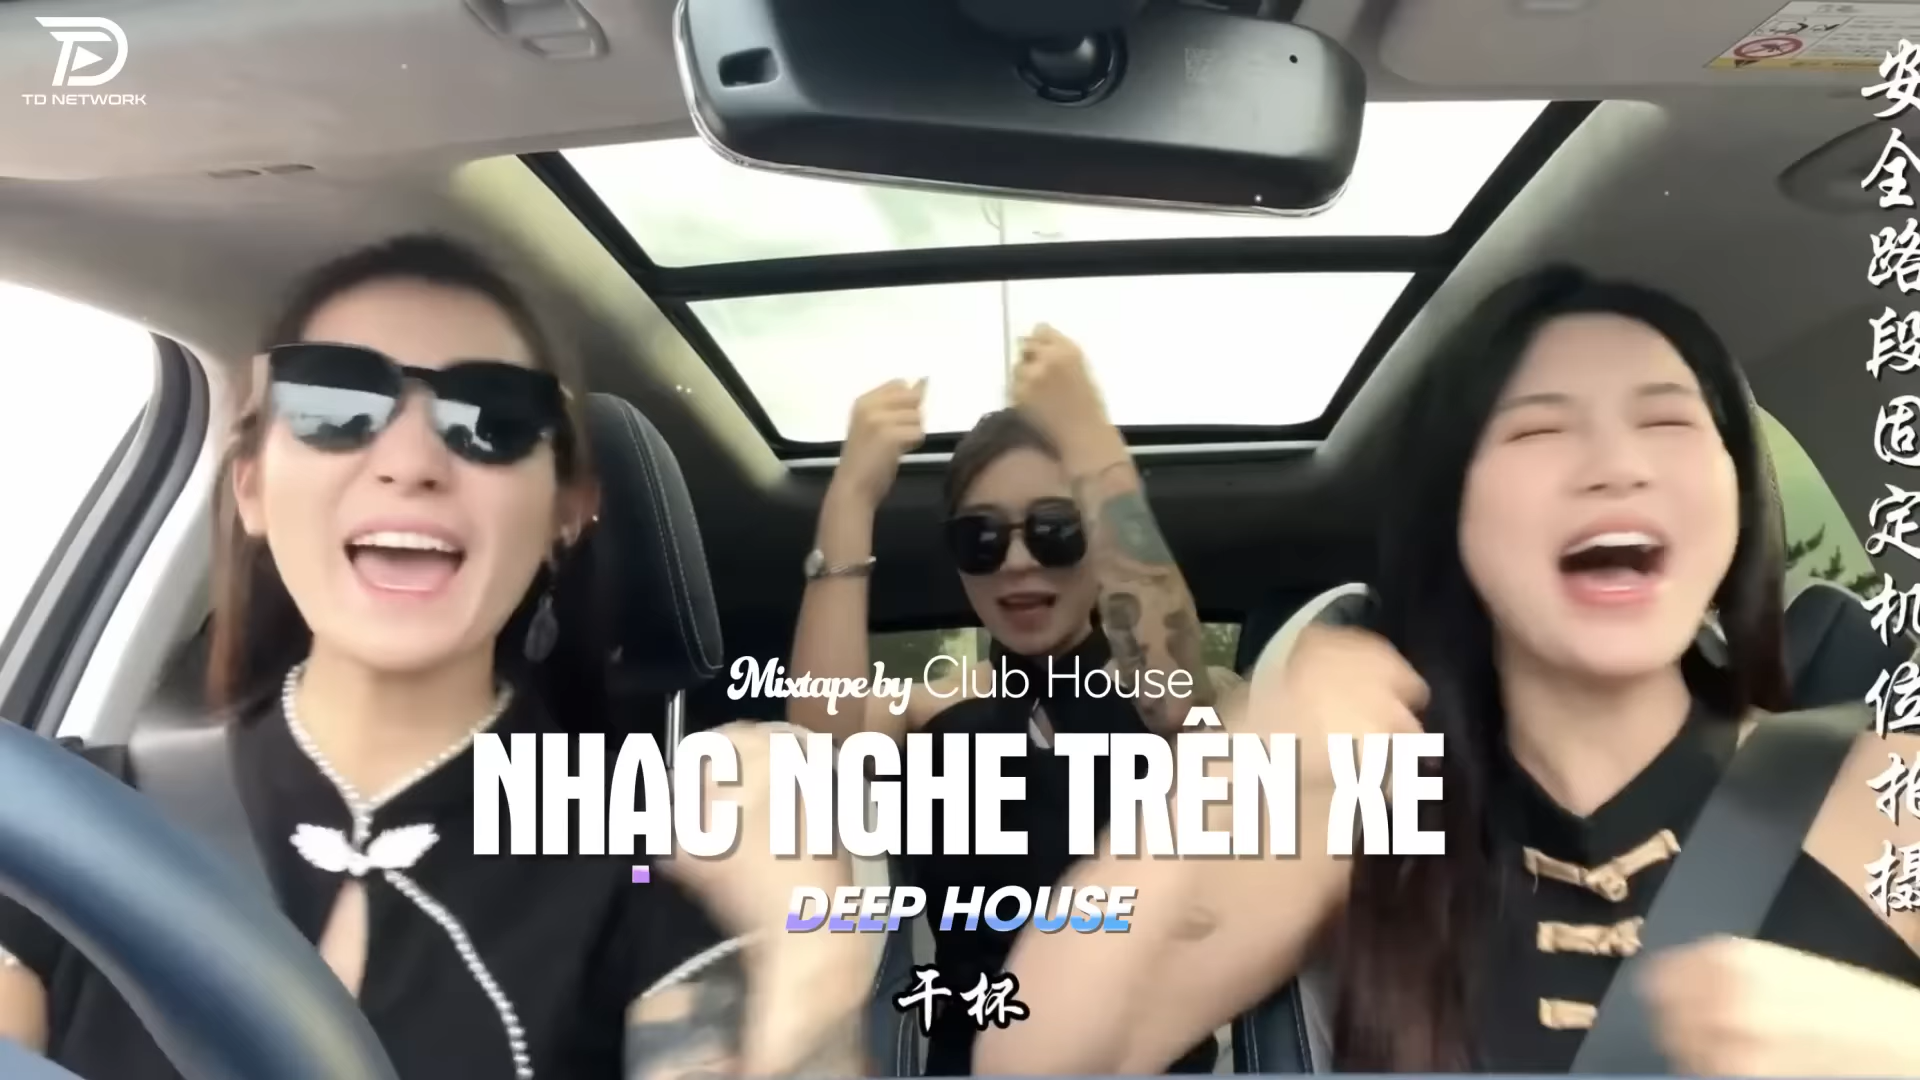 TD NETWORK
安全路段固定机位拍摄
Mixtape by Club House
NHẠC NGHE TRÊN XE
DEEP HOUSE
干杯